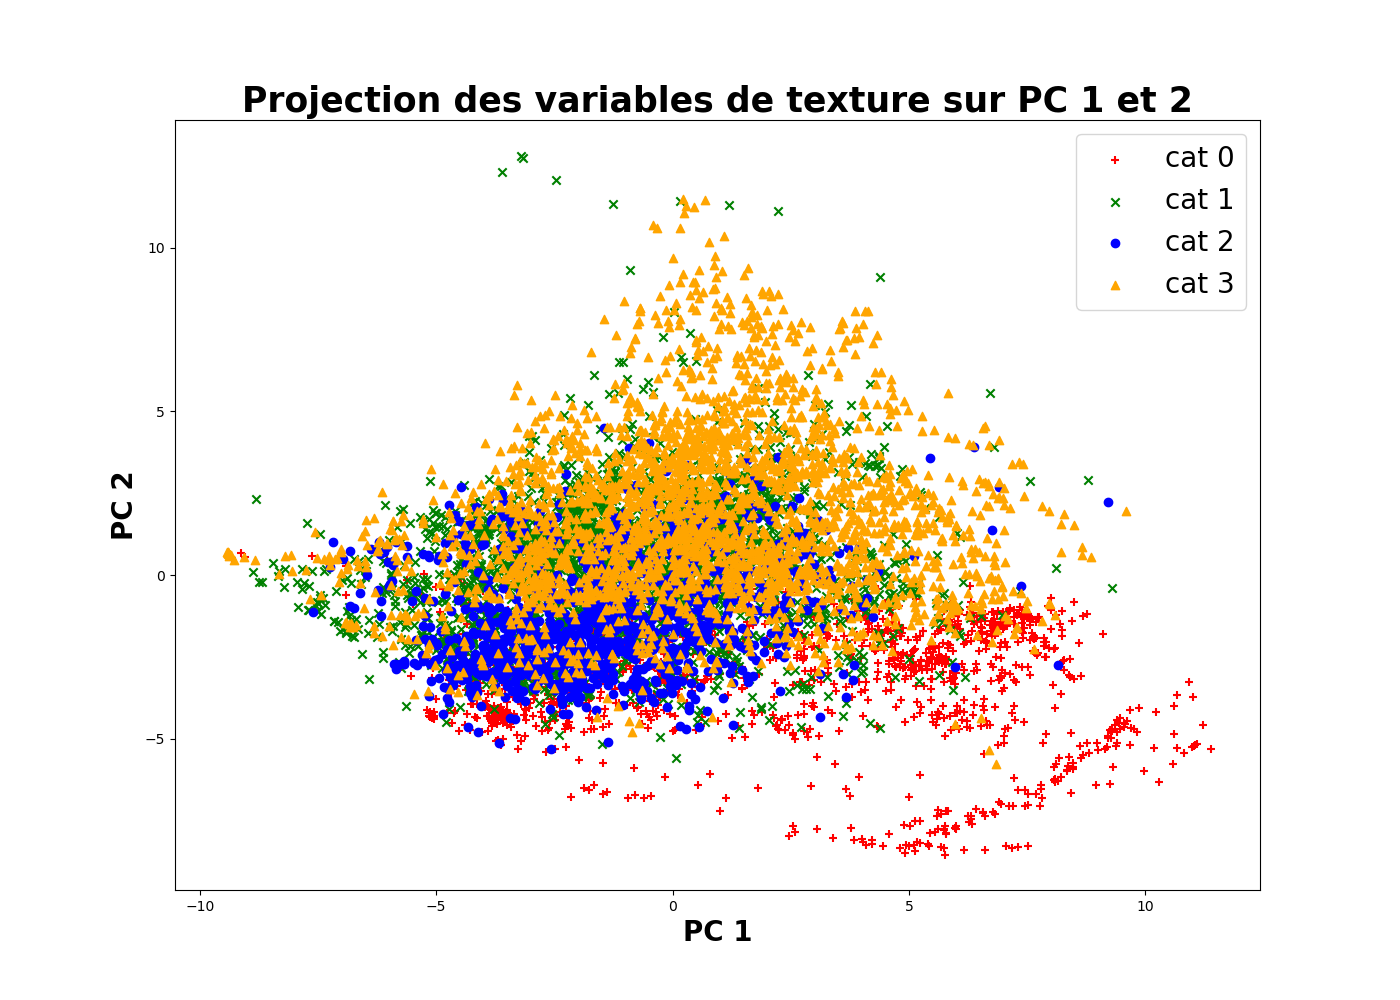 Projection des variables de texture sur PC 1 et 2
cat 0
cat 1
cat 2
cat 3
10
5
0
−5
PC 2
−10
−5
0
5
10
PC 1